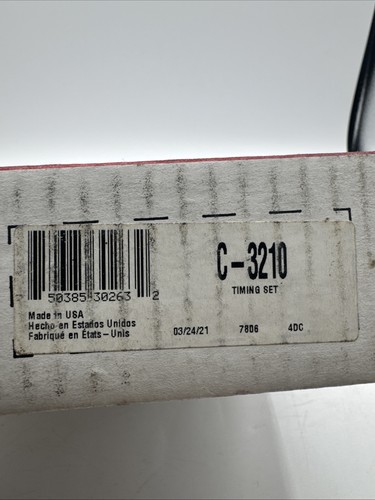 C-3210
TIMING SET
50385 30263 2
Made in USA
Hecho en Estados Unidos
Fabriqué en États-Unis
03/24/21 7806 4DC